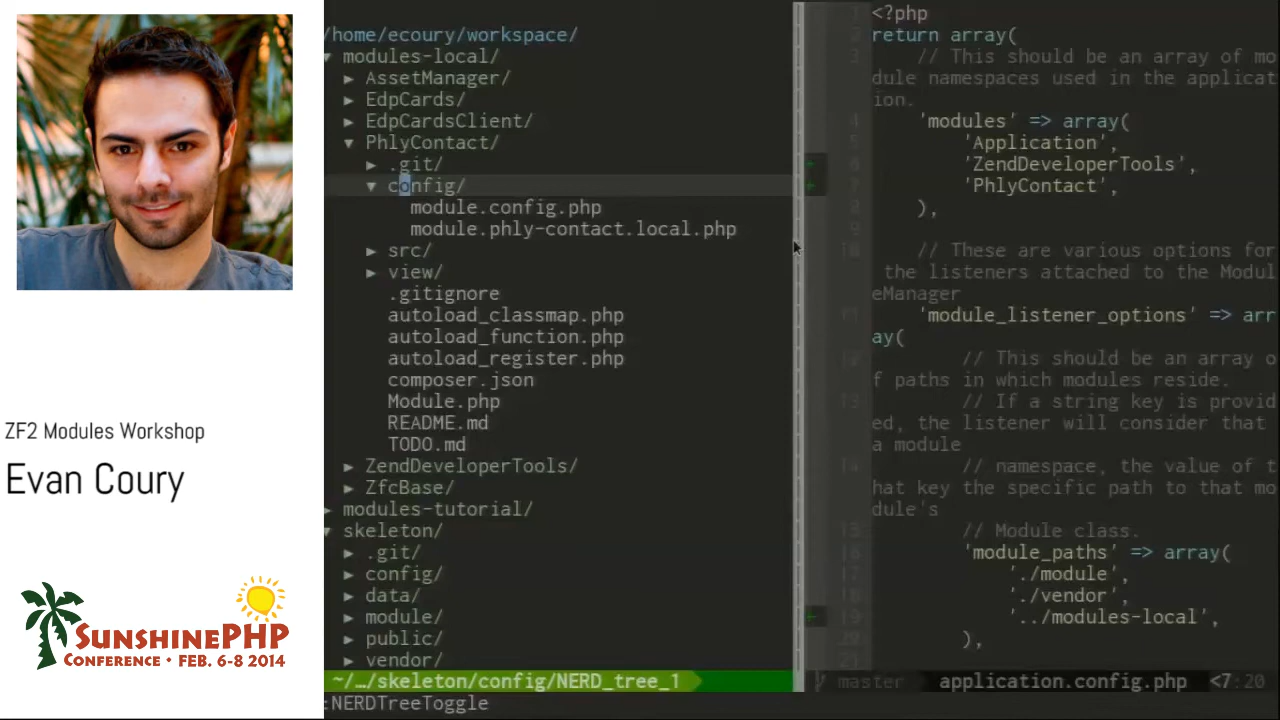 ZF2 Modules Workshop
Evan Coury
SUNSHINEPHP
CONFERENCE • FEB. 6-8 2014
/home/ecoury/workspace/
▾ modules-local/
▸ AssetManager/
▸ EdpCards/
▸ EdpCardsClient/
▾ PhlyContact/
▸ .git/
▾ config/
module.config.php
module.phly-contact.local.php
▸ src/
▸ view/
.gitignore
autoload_classmap.php
autoload_function.php
autoload_register.php
composer.json
Module.php
README.md
TODO.md
▸ ZendDeveloperTools/
▸ ZfcBase/
▸ modules-tutorial/
▾ skeleton/
▸ .git/
▸ config/
▸ data/
▸ module/
▸ public/
▸ vendor/
~/…/skeleton/config/NERD_tree_1
:NERDTreeToggle
<?php
return array(
// This should be an array of mo
dule namespaces used in the applicat
ion.
'modules' => array(
'Application',
'ZendDeveloperTools',
'PhlyContact',
),
// These are various options for
the listeners attached to the Modul
eManager
'module_listener_options' => arr
ay(
// This should be an array o
f paths in which modules reside.
// If a string key is provid
ed, the listener will consider that
a module
// namespace, the value of t
hat key the specific path to that mo
dule's
// Module class.
'module_paths' => array(
'./module',
'./vendor',
'../modules-local',
),
master application.config.php <7:20